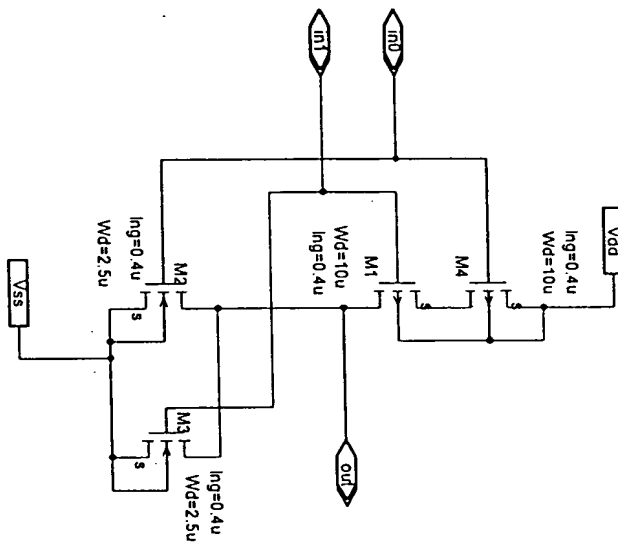 Vdd
lng=0.4u
Wd=10u
s
M4
s
in0
M1
Wd=10u
lng=0.4u
in1
out
M2
s
lng=0.4u
Wd=2.5u
M3
s
lng=0.4u
Wd=2.5u
Vss